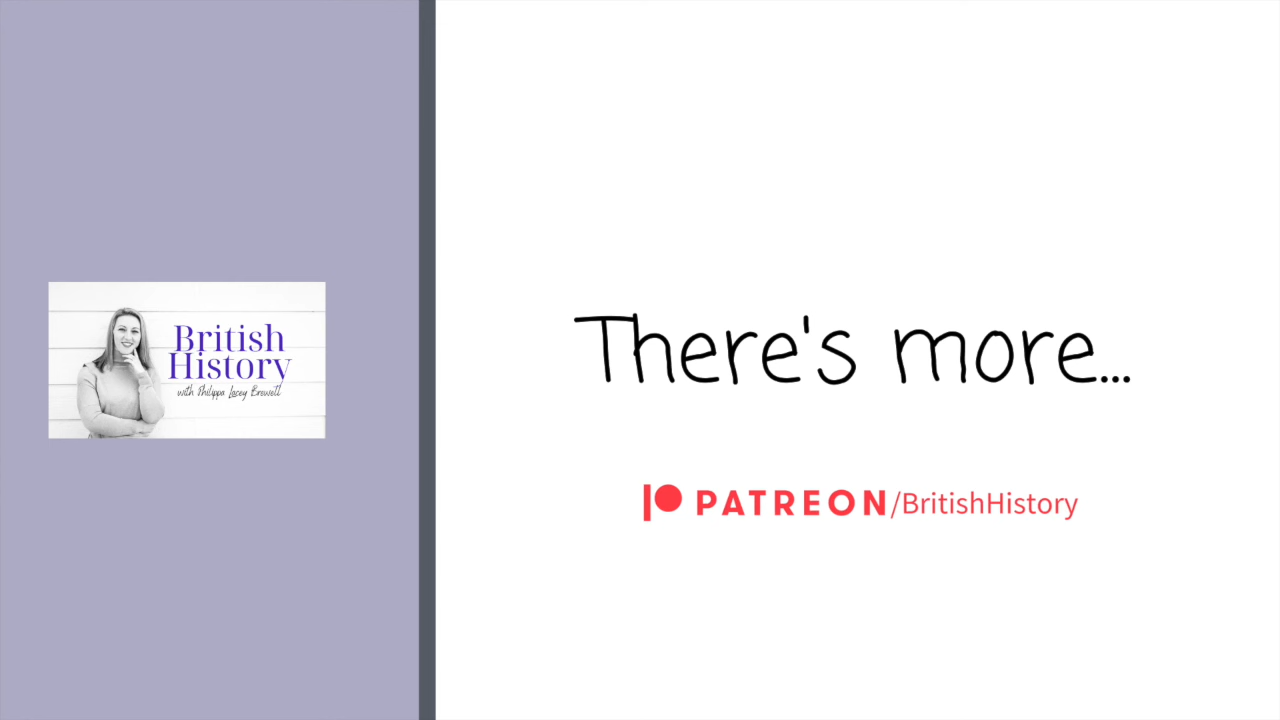 British
History
with Philippa Lacey Brewell
There's more...
PATREON/BritishHistory